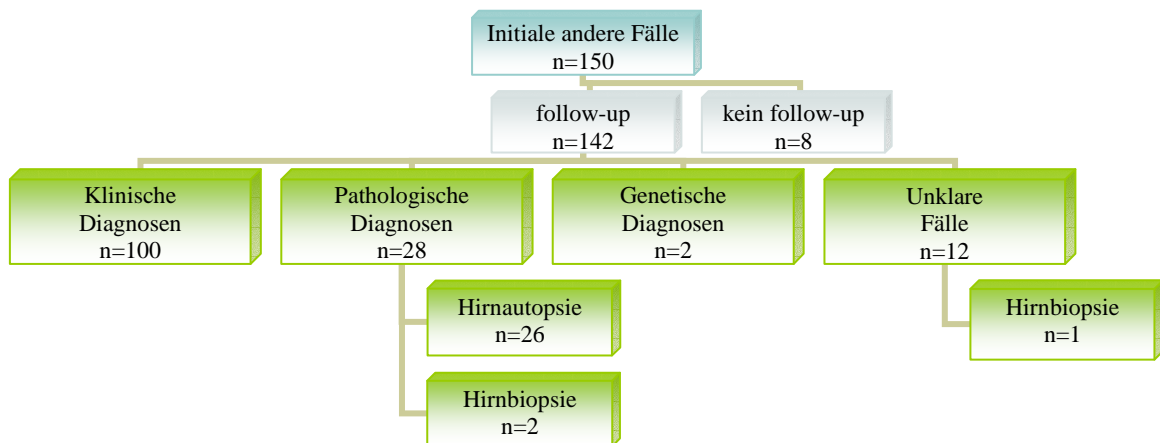 Initiale andere Fälle
n=150
follow-up
n=142
kein follow-up
n=8
Klinische
Diagnosen
n=100
Pathologische
Diagnosen
n=28
Genetische
Diagnosen
n=2
Unklare
Fälle
n=12
Hirnautopsie
n=26
Hirnbiopsie
n=1
Hirnbiopsie
n=2